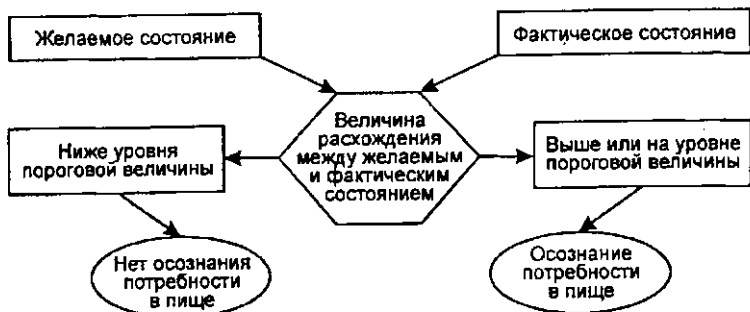 Желаемое состояние
Фактическое состояние
Величина
расхождения
между желаемым
и фактическим
состоянием
Ниже уровня
пороговой величины
Выше или на уровне
пороговой величины
Нет осознания
потребности
в пище
Осознание
потребности
в пище